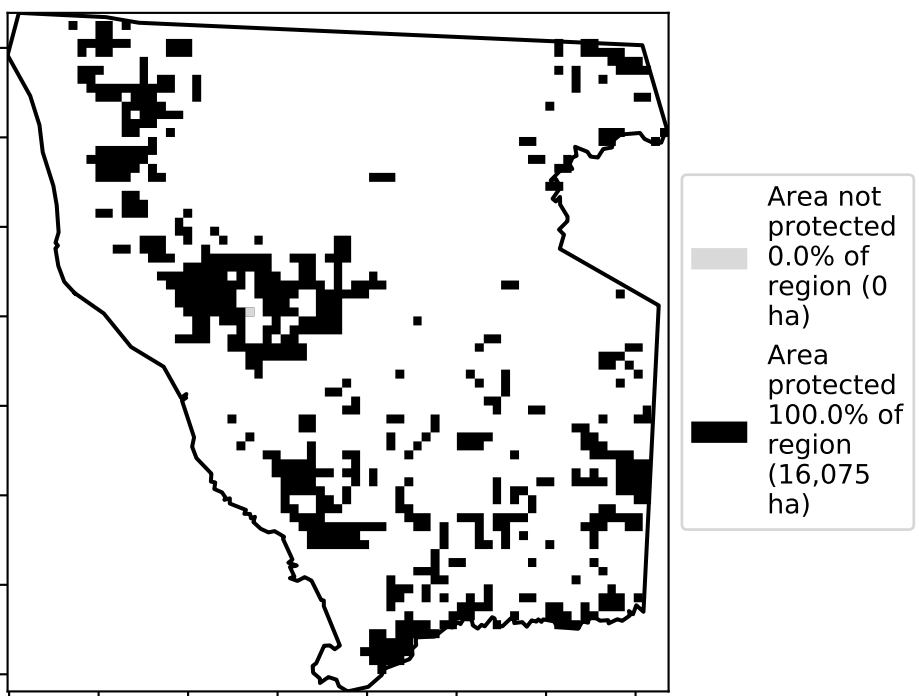 Area not
protected
0.0% of
region (0
ha)
Area
protected
100.0% of
region
(16,075
ha)